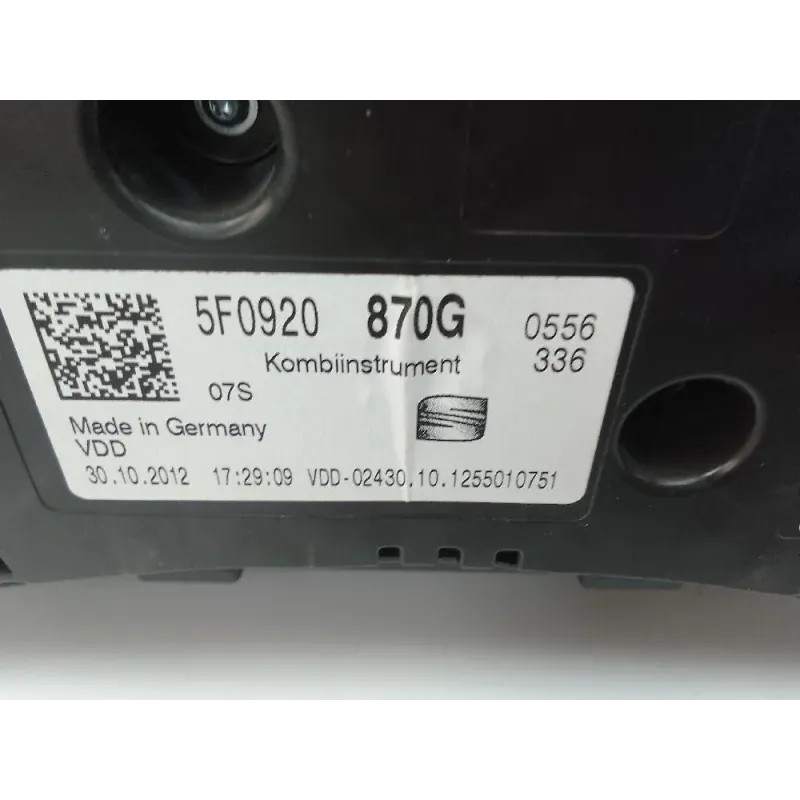 5F0920 870G 0556
Kombiinstrument 336
07S
Made in Germany
VDD
30.10.2012 17:29:09 VDD-02430.10.1255010751